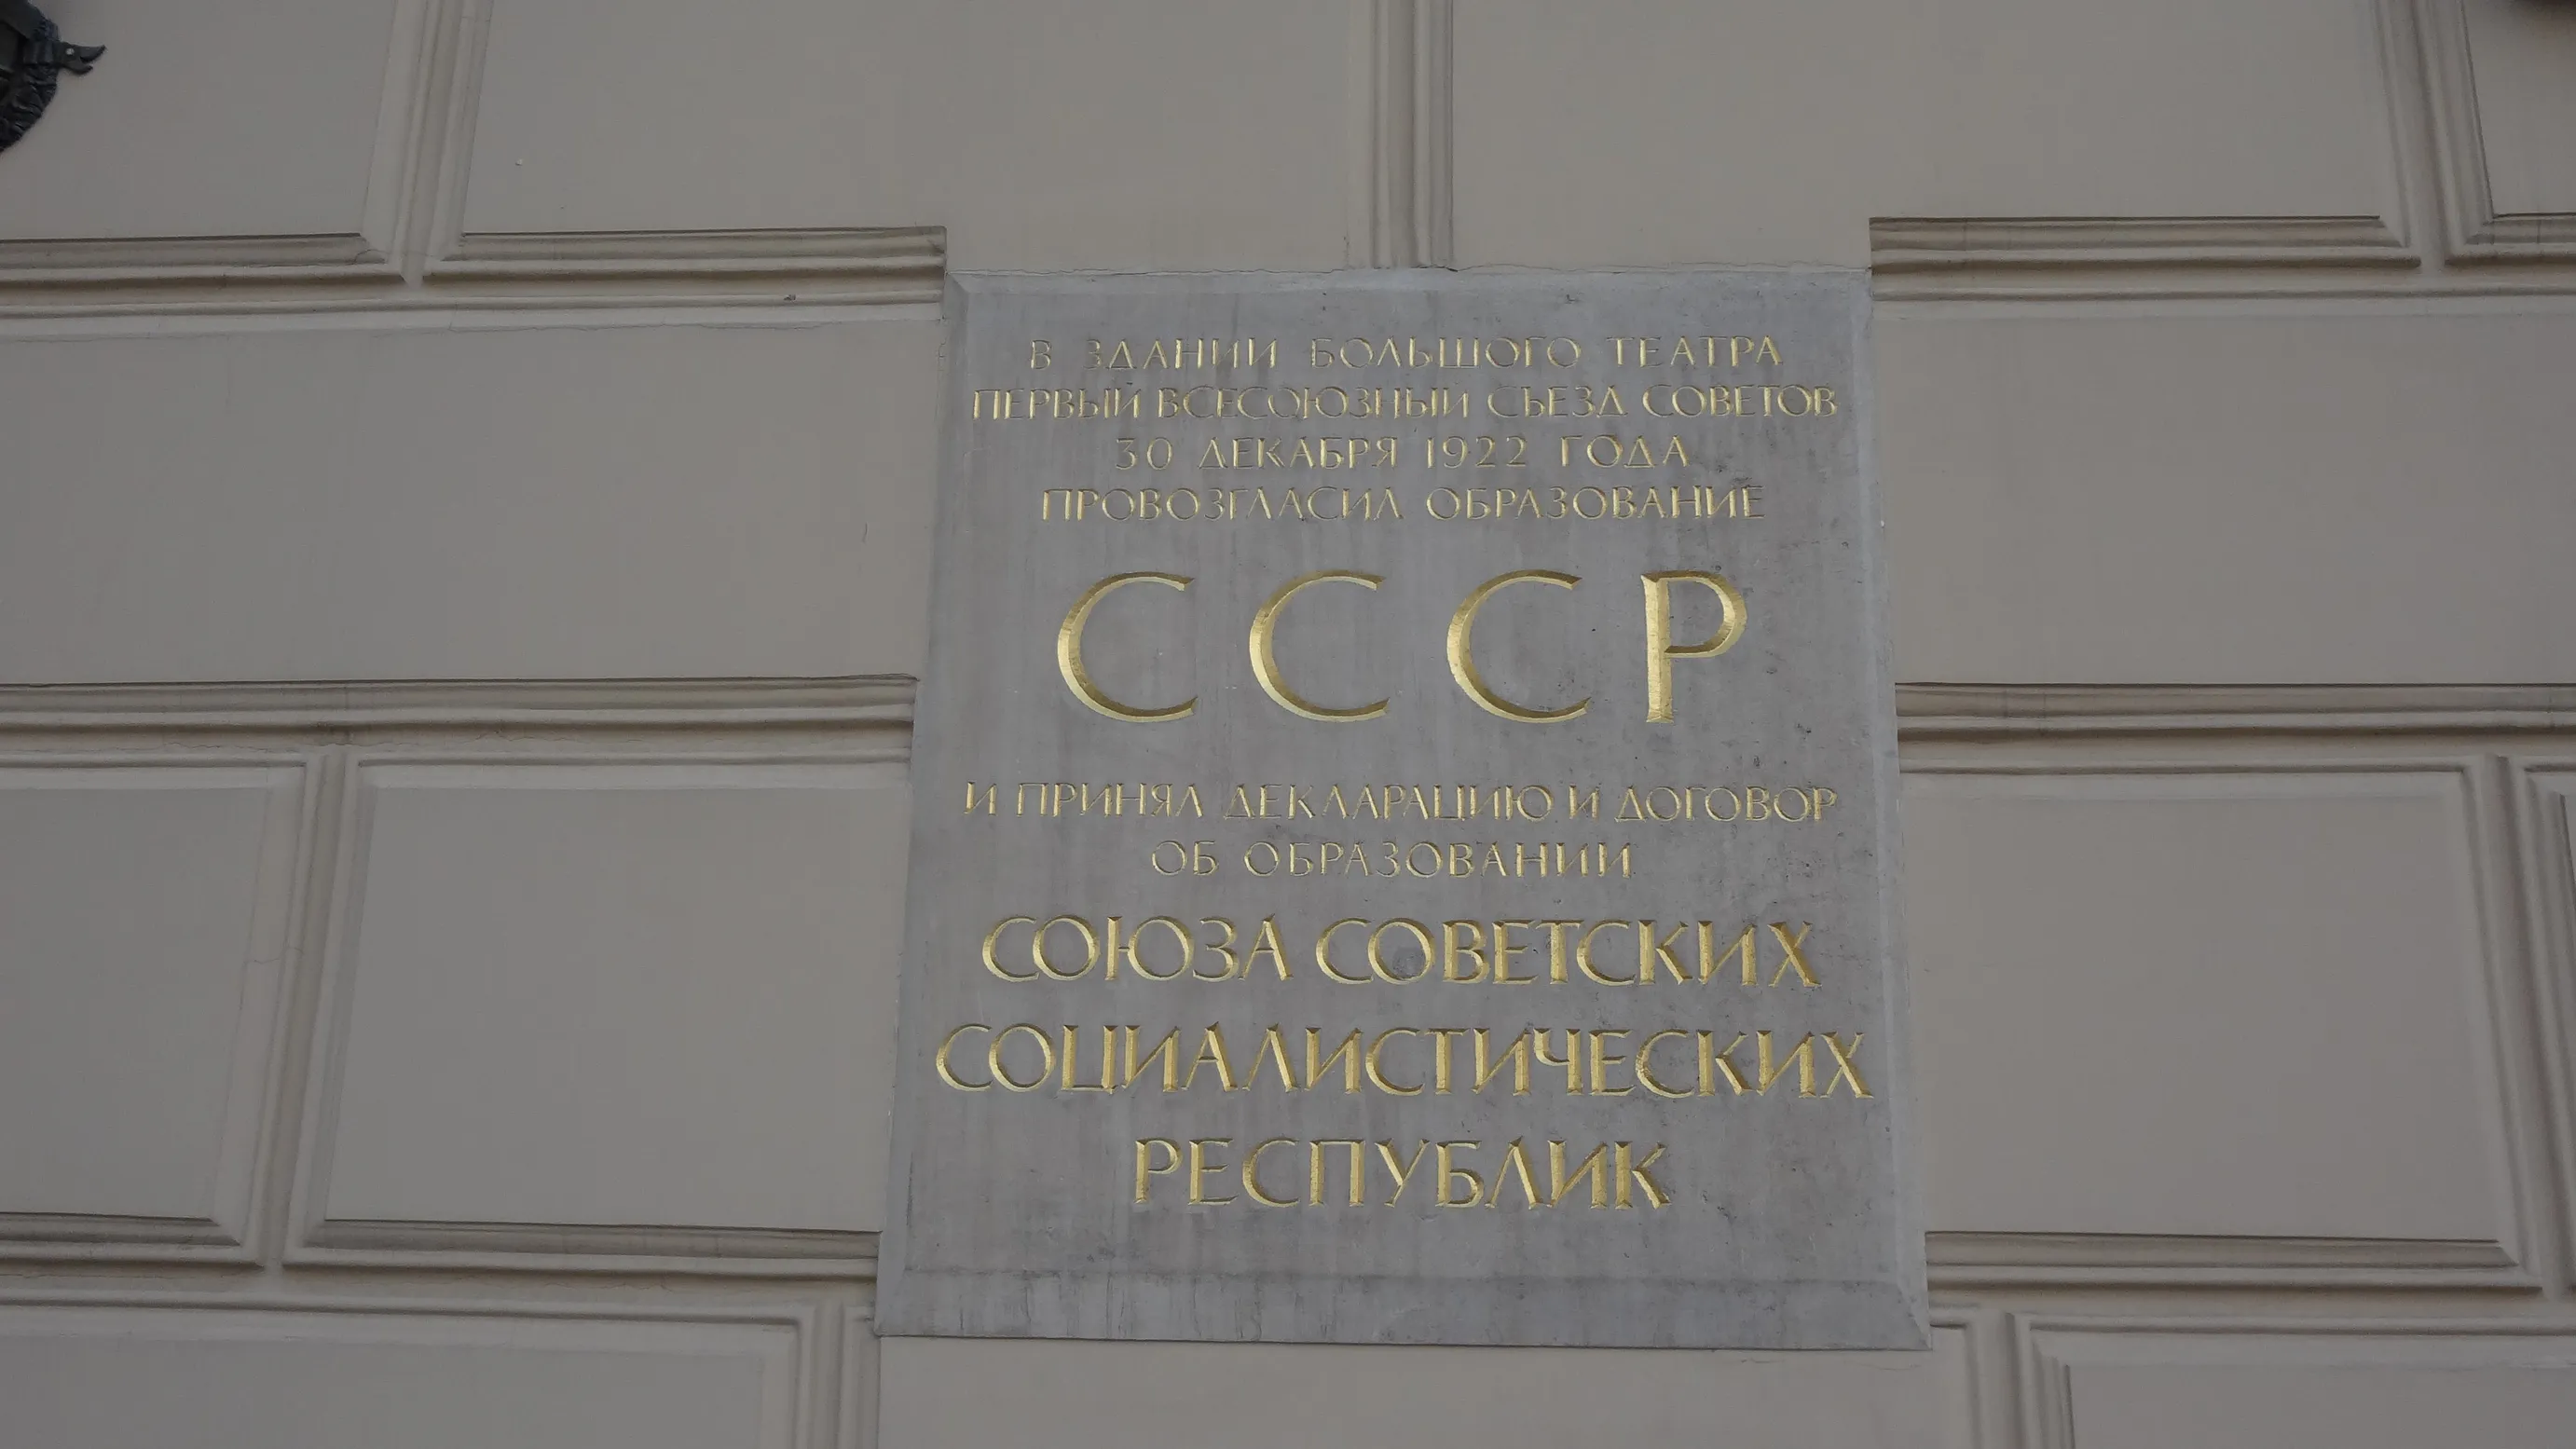 В ЗДАНИИ БОЛЬШОГО ТЕАТРА
ПЕРВЫЙ ВСЕСОЮЗНЫЙ СЪЕЗД СОВЕТОВ
30 ДЕКАБРЯ 1922 ГОДА
ПРОВОЗГЛАСИЛ ОБРАЗОВАНИЕ
СССР
И ПРИНЯЛ ДЕКЛАРАЦИЮ И ДОГОВОР
ОБ ОБРАЗОВАНИИ
СОЮЗА СОВЕТСКИХ
СОЦИАЛИСТИЧЕСКИХ
РЕСПУБЛИК